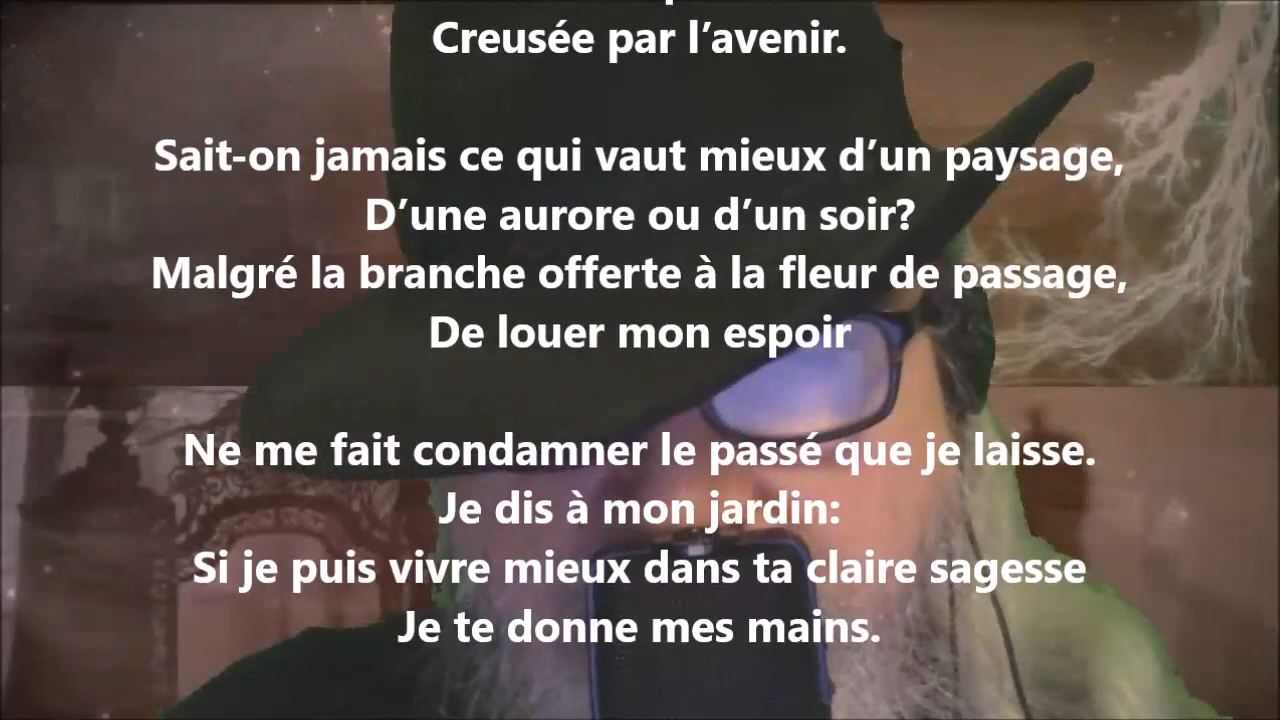 Creusée par l’avenir.
Sait-on jamais ce qui vaut mieux d’un paysage,
D’une aurore ou d’un soir?
Malgré la branche offerte à la fleur de passage,
De louer mon espoir
Ne me fait condamner le passé que je laisse.
Je dis à mon jardin:
Si je puis vivre mieux dans ta claire sagesse
Je te donne mes mains.